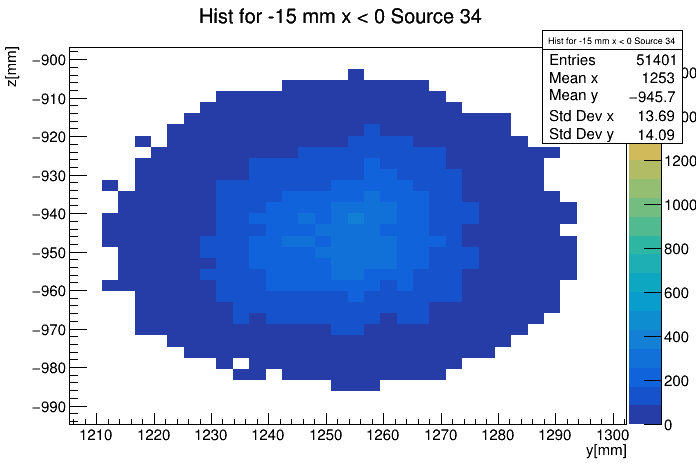 Hist for -15 mm x < 0 Source 34
Hist for -15 mm x < 0 Source 34
Entries 51401
Mean x 1253
Mean y −945.7
Std Dev x 13.69
Std Dev y 14.09
z[mm]
−900
−910
−920
−930
−940
−950
−960
−970
−980
−990
1210 1220 1230 1240 1250 1260 1270 1280 1290 1300
y[mm]
1200
1000
800
600
400
200
0